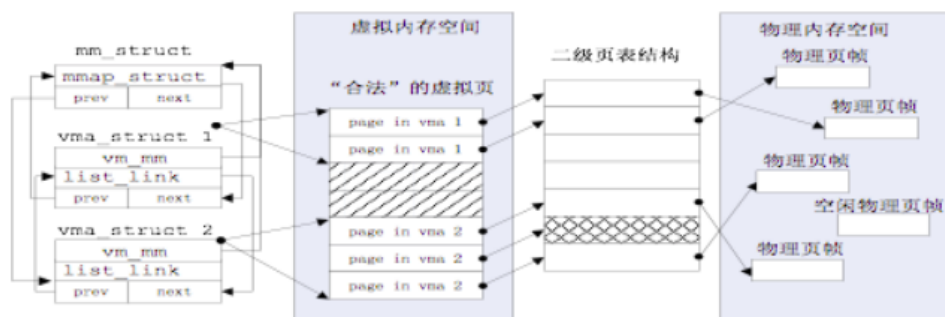 mm_struct
mmap_struct
prev
next
vma_struct 1
vm_mm
list_link
prev
next
vma_struct 2
vm_mm
list_link
prev
next
虚拟内存空间
“合法”的虚拟页
page in vma 1
page in vma 1
page in vma 2
page in vma 2
page in vma 2
二级页表结构
物理内存空间
物理页帧
物理页帧
物理页帧
空闲物理页帧
物理页帧